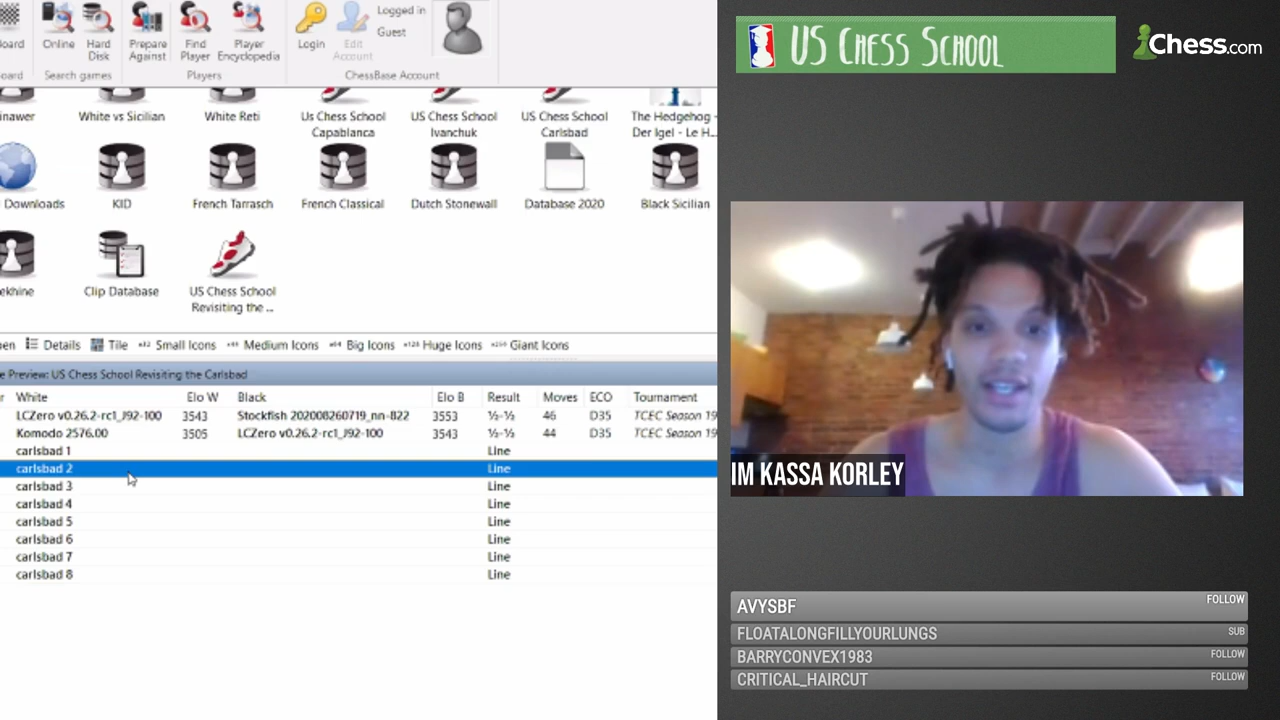 oard
Online
Hard
Disk
Prepare
Against
Find
Player
Player
Encyclopedia
Login
Edit
Account
Logged in
Guest
oard
Search games
Players
ChessBase Account
inawer
White vs Sicilian
White Reti
Us Chess School
Capablanca
US Chess School
Ivanchuk
US Chess School
Carlsbad
The Hedgehog -
Der Igel - Le H...
Downloads
KID
French Tarrasch
French Classical
Dutch Stonewall
Database 2020
Black Sicilian
ekhine
Clip Database
US Chess School
Revisiting the ...
en Details Tile Small Icons Medium Icons Big Icons Huge Icons Giant Icons
e Preview: US Chess School Revisiting the Carlsbad
r White Elo W Black Elo B Result Moves ECO Tournament
LCZero v0.26.2-rc1_J92-100 3543 Stockfish 202008260719_nn-822 3553 ½-½ 46 D35 TCEC Season 19
Komodo 2576.00 3505 LCZero v0.26.2-rc1_J92-100 3543 ½-½ 44 D35 TCEC Season 19
carlsbad 1 Line
carlsbad 2 Line
carlsbad 3 Line
carlsbad 4 Line
carlsbad 5 Line
carlsbad 6 Line
carlsbad 7 Line
carlsbad 8 Line
US CHESS SCHOOL
Chess.com
IM KASSA KORLEY
AVYSBF FOLLOW
FLOATALONGFILLYOURLUNGS SUB
BARRYCONVEX1983 FOLLOW
CRITICAL_HAIRCUT FOLLOW